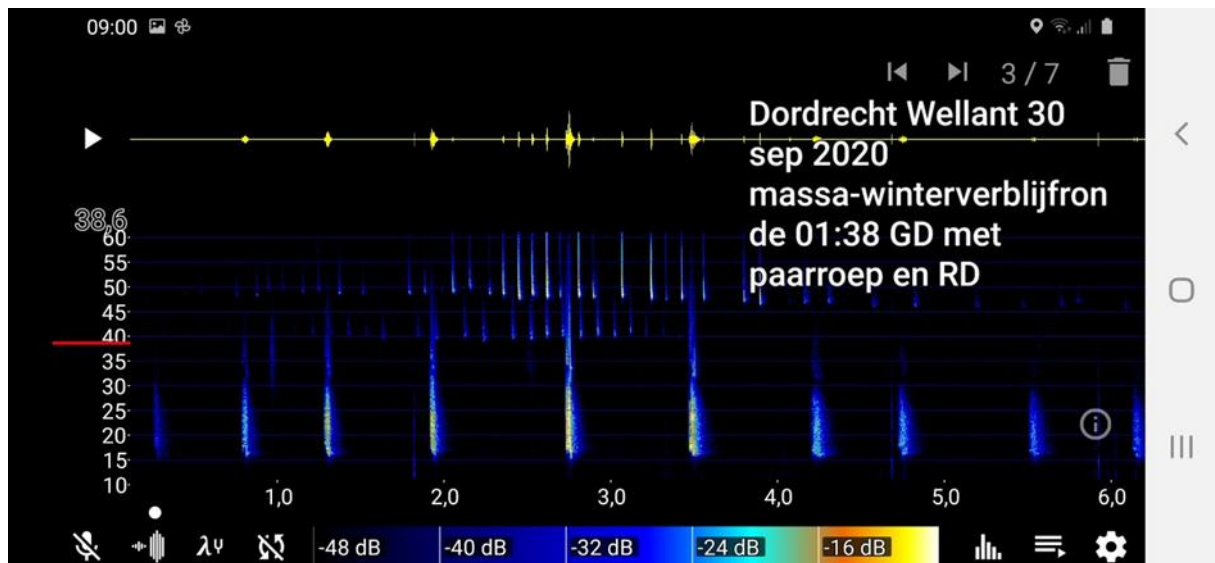 09:00
3 / 7
Dordrecht Wellant 30
sep 2020
massa-winterverblijfron
de 01:38 GD met
paarroep en RD
38,6
60
55
50
45
40
35
30
25
20
15
10
1,0 2,0 3,0 4,0 5,0 6,0
λΨ -48 dB -40 dB -32 dB -24 dB -16 dB